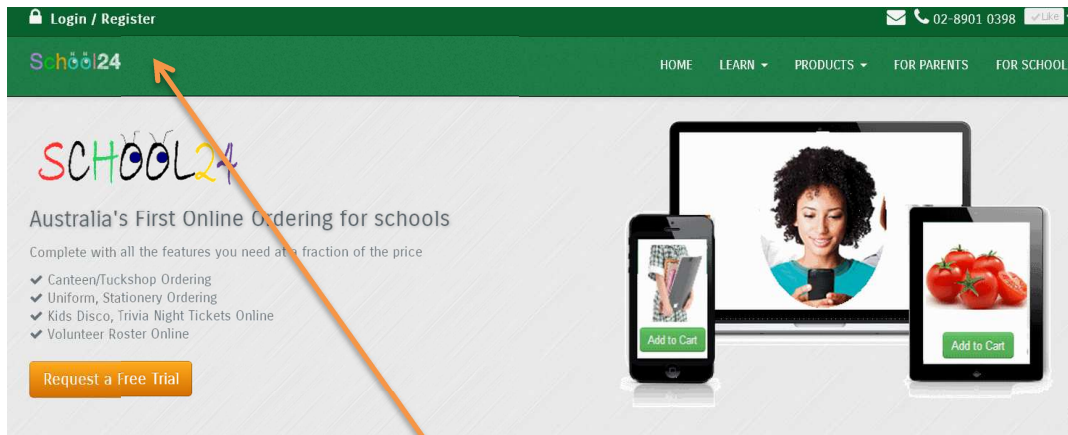 Login / Register
02-8901 0398
Like
School24
HOME LEARN PRODUCTS FOR PARENTS FOR SCHOOL
SCHOOL24
Australia's First Online Ordering for schools
Complete with all the features you need at a fraction of the price
Canteen/Tuckshop Ordering
Uniform, Stationery Ordering
Kids Disco, Trivia Night Tickets Online
Volunteer Roster Online
Request a Free Trial
Add to Cart
Add to Cart